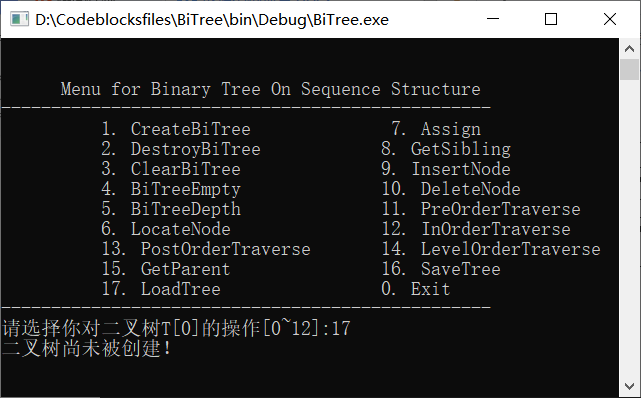 D:\Codeblocksfiles\BiTree\bin\Debug\BiTree.exe
Menu for Binary Tree On Sequence Structure
-------------------------------------------------
1. CreateBiTree 7. Assign
2. DestroyBiTree 8. GetSibling
3. ClearBiTree 9. InsertNode
4. BiTreeEmpty 10. DeleteNode
5. BiTreeDepth 11. PreOrderTraverse
6. LocateNode 12. InOrderTraverse
13. PostOrderTraverse 14. LevelOrderTraverse
15. GetParent 16. SaveTree
17. LoadTree 0. Exit
-------------------------------------------------
请选择你对二叉树T[0]的操作[0~12]:17
二叉树尚未被创建!